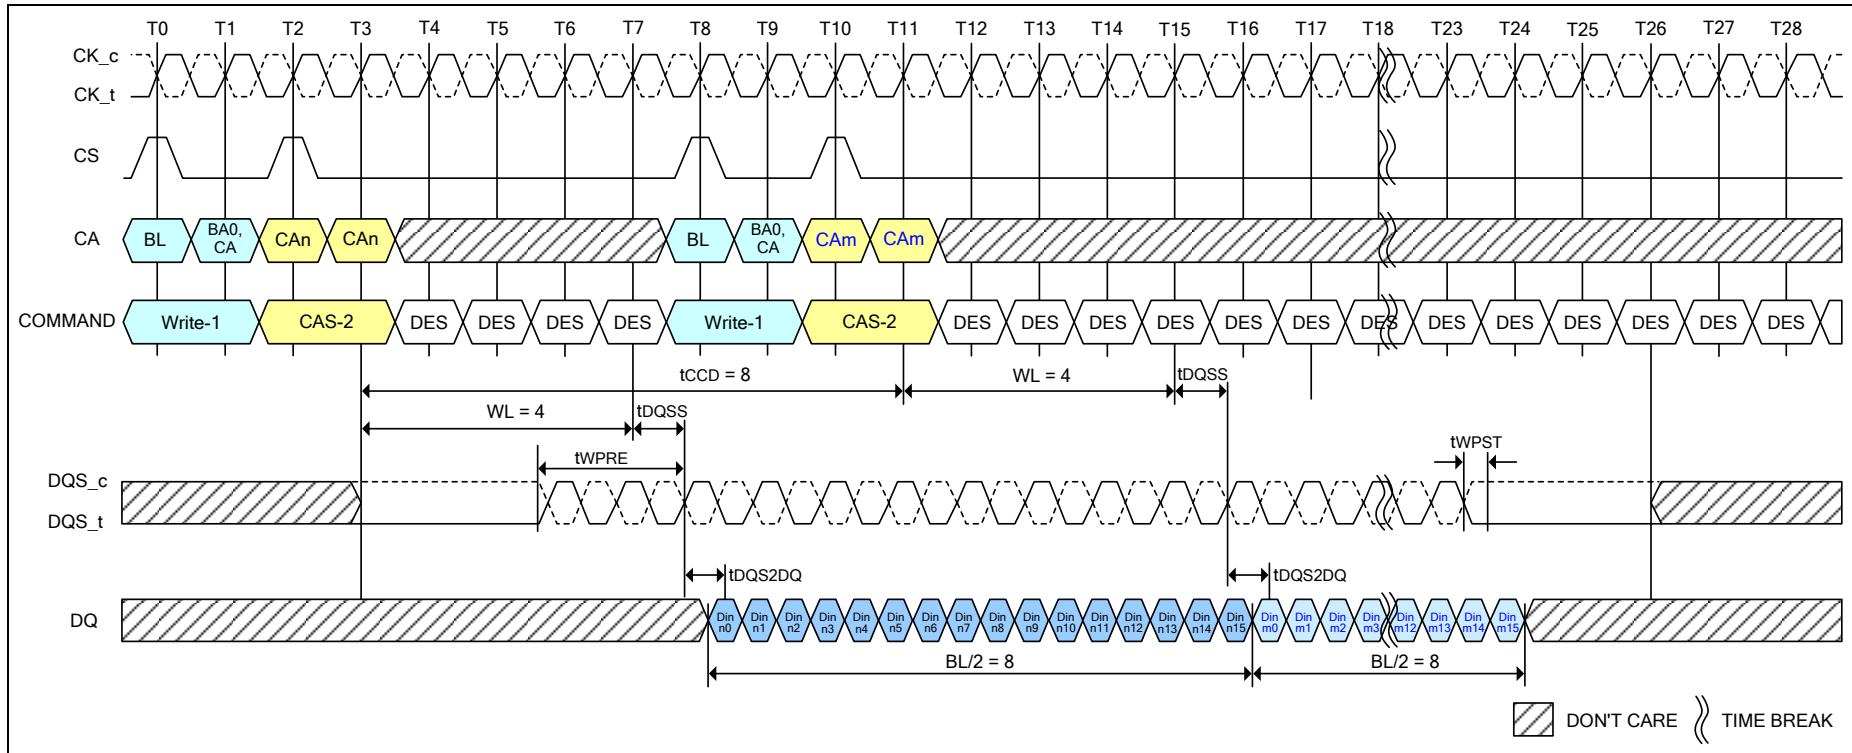 T0 T1 T2 T3 T4 T5 T6 T7 T8 T9 T10 T11 T12 T13 T14 T15 T16 T17 T18 T23 T24 T25 T26 T27 T28
CK_c
CK_t
CS
CA BL BA0, CA CAn CAn BL BA0, CA CAm CAm
COMMAND Write-1 CAS-2 DES DES DES DES Write-1 CAS-2 DES DES DES DES DES DES DES DES DES DES DES DES DES
tCCD = 8 WL = 4 tDQSS
WL = 4 tDQSS
tWPRE tWPST
DQS_c
DQS_t
tDQS2DQ tDQS2DQ
DQ Din n0 Din n1 Din n2 Din n3 Din n4 Din n5 Din n6 Din n7 Din n8 Din n9 Din n10 Din n11 Din n12 Din n13 Din n14 Din n15 Din m0 Din m1 Din m2 Din m3 Din m12 Din m13 Din m14 Din m15
BL/2 = 8 BL/2 = 8
DON'T CARE TIME BREAK